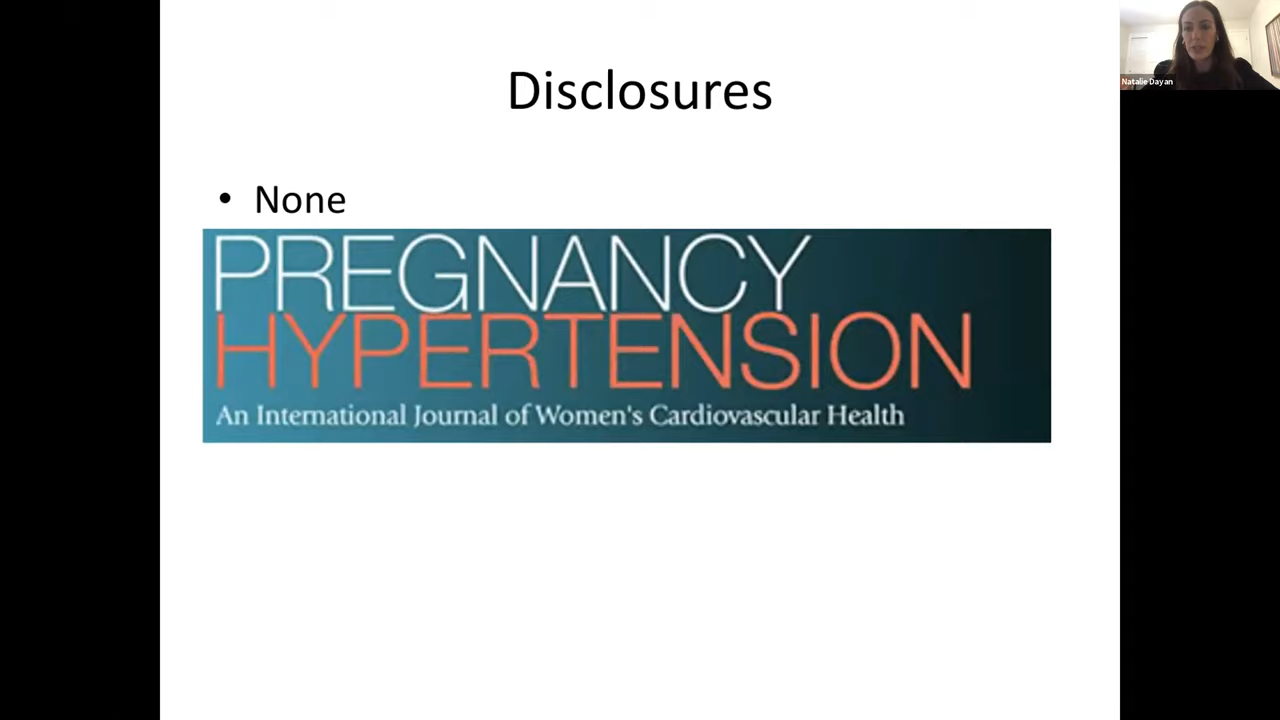 Disclosures
• None
PREGNANCY
HYPERTENSION
An International Journal of Women's Cardiovascular Health
Natalie Dayan